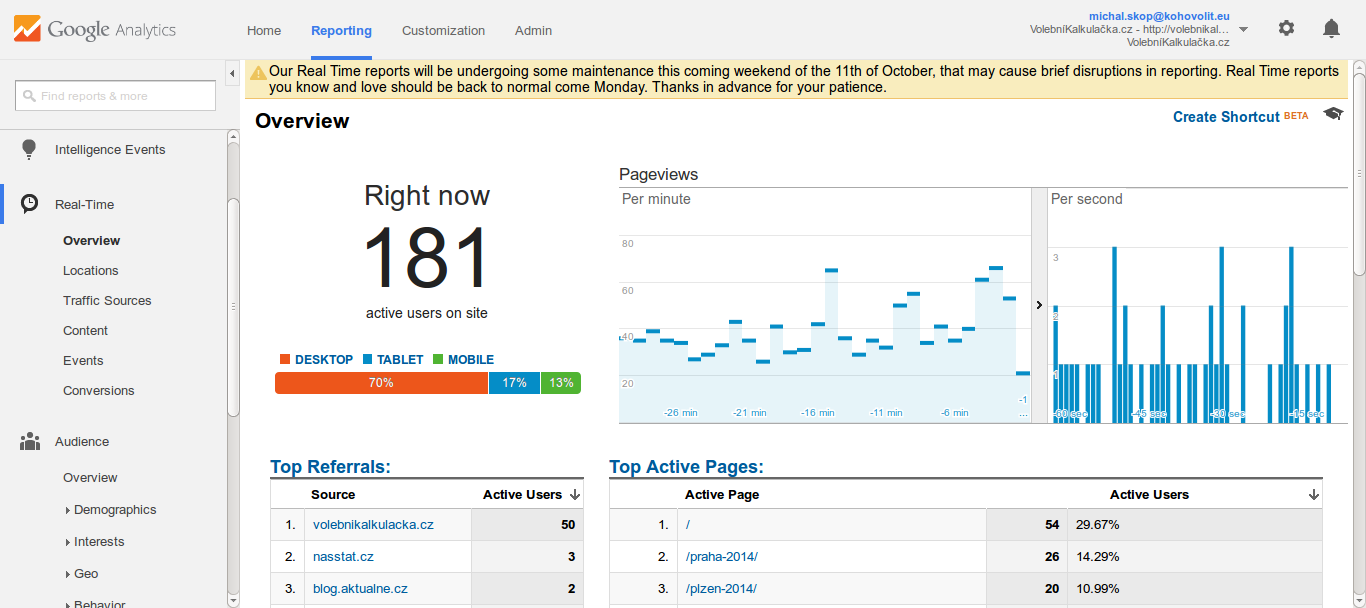 Google Analytics
Home Reporting Customization Admin
michal.skop@kohovolit.eu
VolebníKalkulačka.cz - http://volebnikal...
VolebníKalkulačka.cz
Find reports & more
Intelligence Events
Real-Time
Overview
Locations
Traffic Sources
Content
Events
Conversions
Audience
Overview
Demographics
Interests
Geo
Behavior
Our Real Time reports will be undergoing some maintenance this coming weekend of the 11th of October, that may cause brief disruptions in reporting. Real Time reports
you know and love should be back to normal come Monday. Thanks in advance for your patience.
Overview
Create Shortcut BETA
Right now
181
active users on site
DESKTOP TABLET MOBILE
70% 17% 13%
Pageviews
Per minute
80
60
40
20
-26 min -21 min -16 min -11 min -6 min -1
...
Per second
3
2
1
-60 sec -45 sec -30 sec -15 sec
Top Referrals:
Source Active Users
1. volebnikalkulacka.cz 50
2. nasstat.cz 3
3. blog.aktualne.cz 2
Top Active Pages:
Active Page Active Users
1. / 54 29.67%
2. /praha-2014/ 26 14.29%
3. /plzen-2014/ 20 10.99%